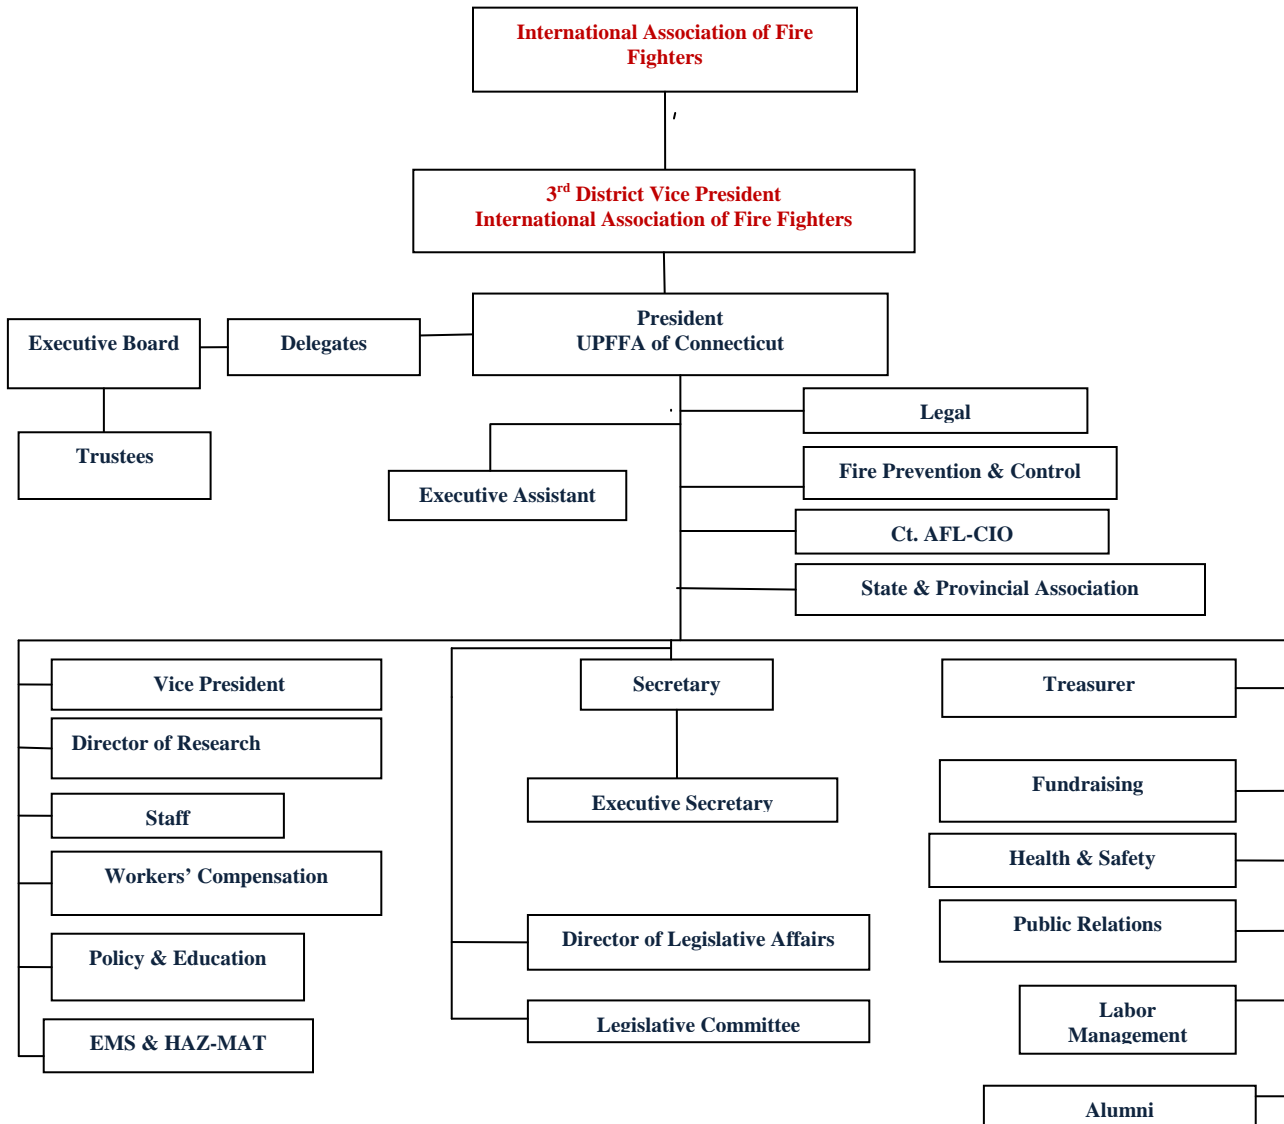 International Association of Fire
Fighters
3rd District Vice President
International Association of Fire Fighters
President
UPFFA of Connecticut
Executive Board
Delegates
Trustees
Legal
Executive Assistant
Fire Prevention & Control
Ct. AFL-CIO
State & Provincial Association
Vice President
Director of Research
Staff
Workers’ Compensation
Policy & Education
EMS & HAZ-MAT
Secretary
Executive Secretary
Director of Legislative Affairs
Legislative Committee
Treasurer
Fundraising
Health & Safety
Public Relations
Labor
Management
Alumni